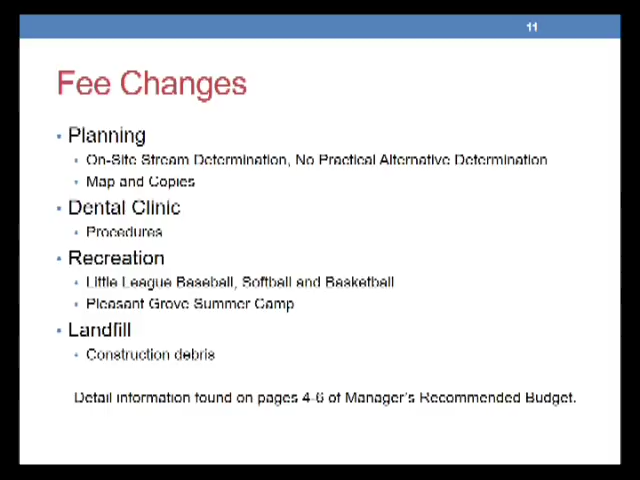 11
Fee Changes
Planning
On-Site Stream Determination, No Practical Alternative Determination
Map and Copies
Dental Clinic
Procedures
Recreation
Little League Baseball, Softball and Basketball
Pleasant Grove Summer Camp
Landfill
Construction debris
Detail information found on pages 4-6 of Manager's Recommended Budget.